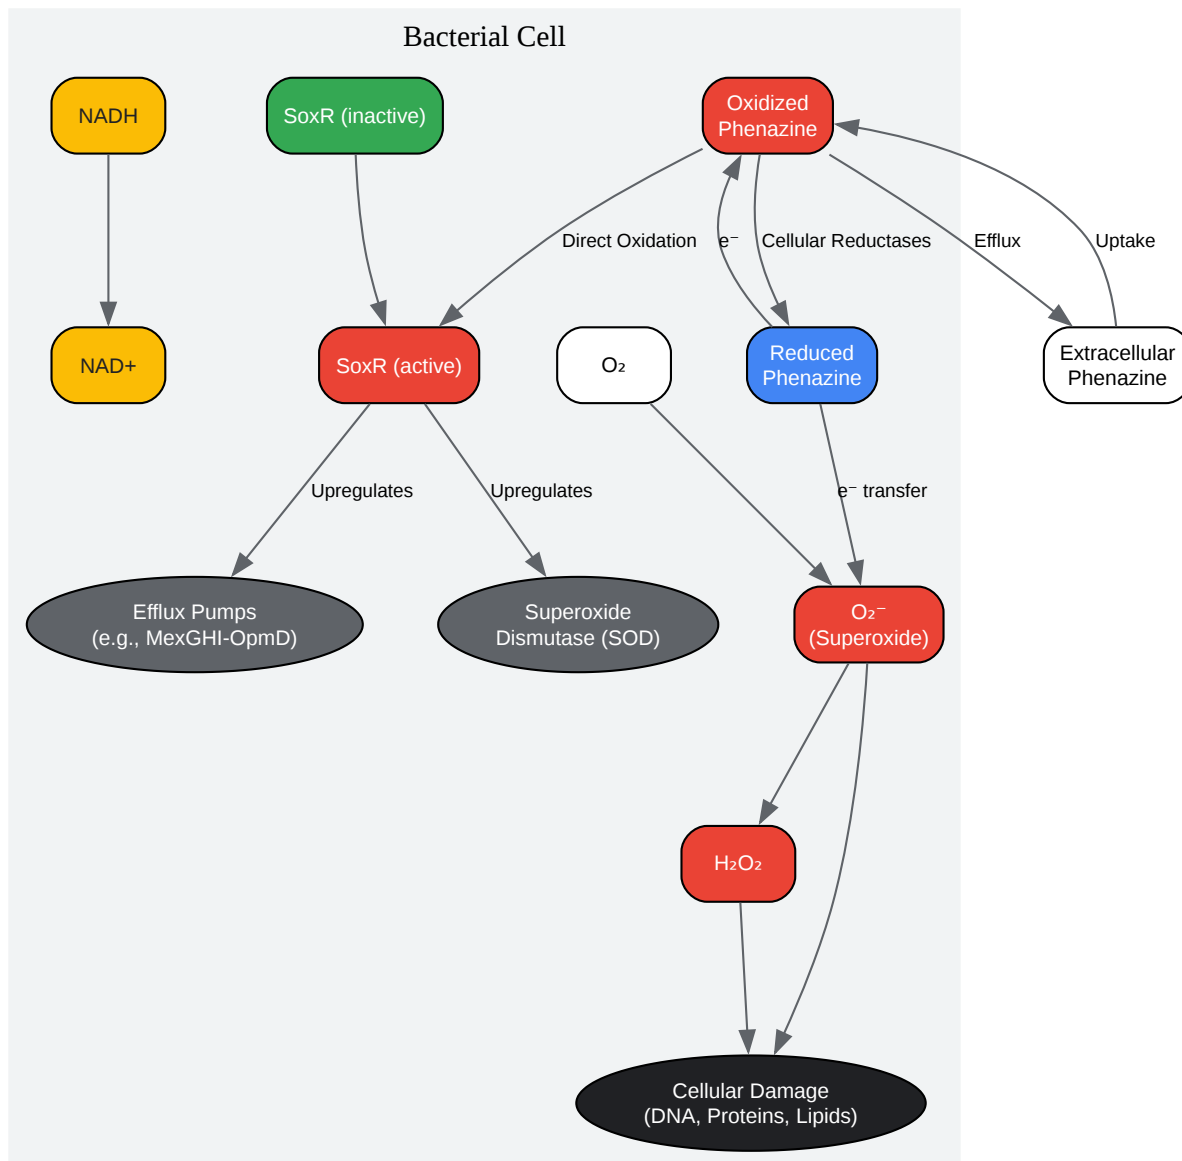 Bacterial Cell
NADH
SoxR (inactive)
Oxidized
Phenazine
Direct Oxidation
e⁻
Cellular Reductases
Efflux
Uptake
NAD+
SoxR (active)
O₂
Reduced
Phenazine
Extracellular
Phenazine
Upregulates
Upregulates
e⁻ transfer
Efflux Pumps
(e.g., MexGHI-OpmD)
Superoxide
Dismutase (SOD)
O₂⁻
(Superoxide)
H₂O₂
Cellular Damage
(DNA, Proteins, Lipids)